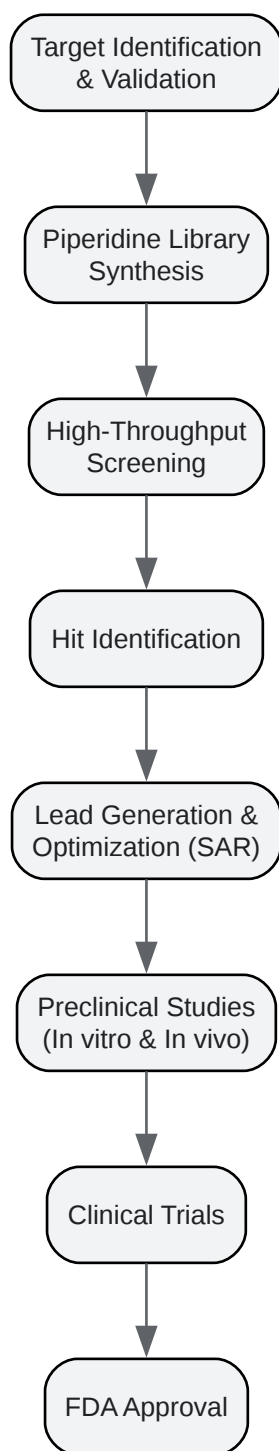 Target Identification
& Validation
Piperidine Library
Synthesis
High-Throughput
Screening
Hit Identification
Lead Generation &
Optimization (SAR)
Preclinical Studies
(In vitro & In vivo)
Clinical Trials
FDA Approval